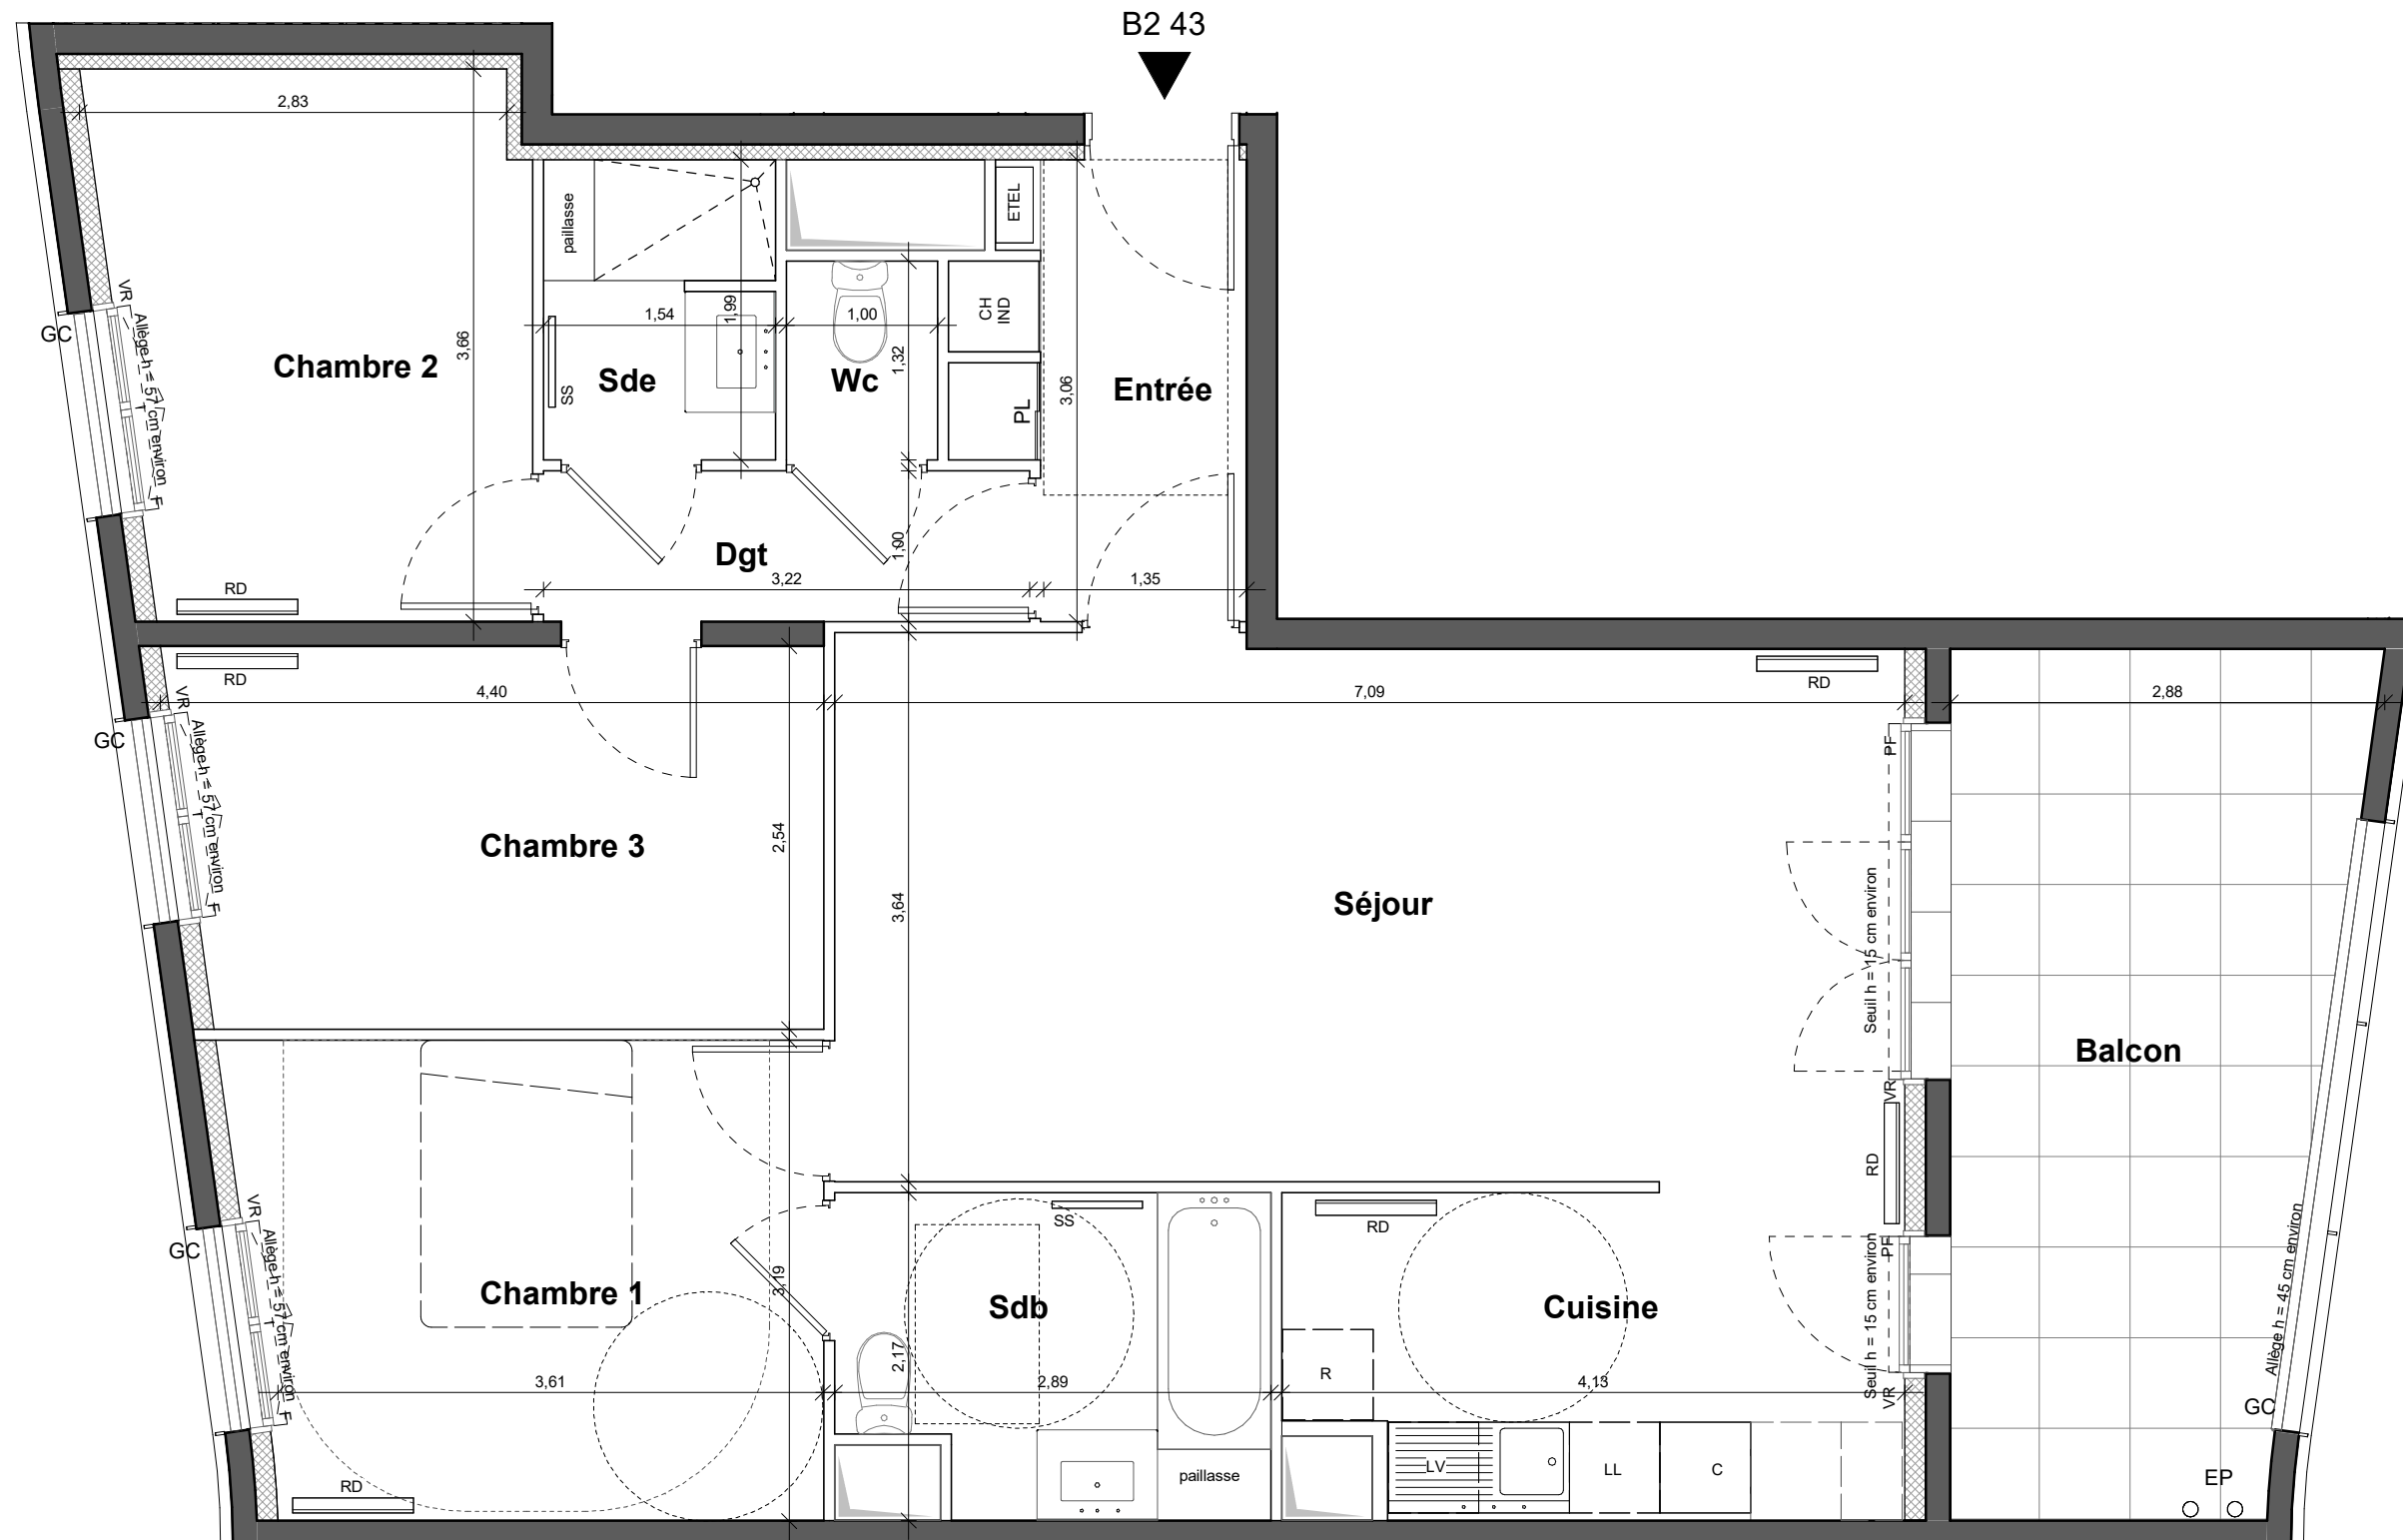 B2 43
2,83
paillasse
ETEL
VR
Allège h = 57 cm environ
T
F
GC
Chambre 2
3,66
1,54
1,99
SS
Sde
1,00
1,32
Wc
CH
IND
PL
3,06
Entrée
Dgt
1,00
3,22
1,35
RD
RD
VR
Allège h = 57 cm environ
T
F
GC
4,40
7,09
RD
2,88
PF
Chambre 3
2,54
3,64
Séjour
Seuil h = 15 cm environ
VR
Balcon
RD
VR
Allège h = 57 cm environ
T
F
GC
SS
RD
Chambre 1
3,19
Sdb
Cuisine
PF
Seuil h = 15 cm environ
VR
Allège h = 45 cm environ
GC
3,61
2,17
2,89
R
4,13
RD
paillasse
LV
LL
C
EP